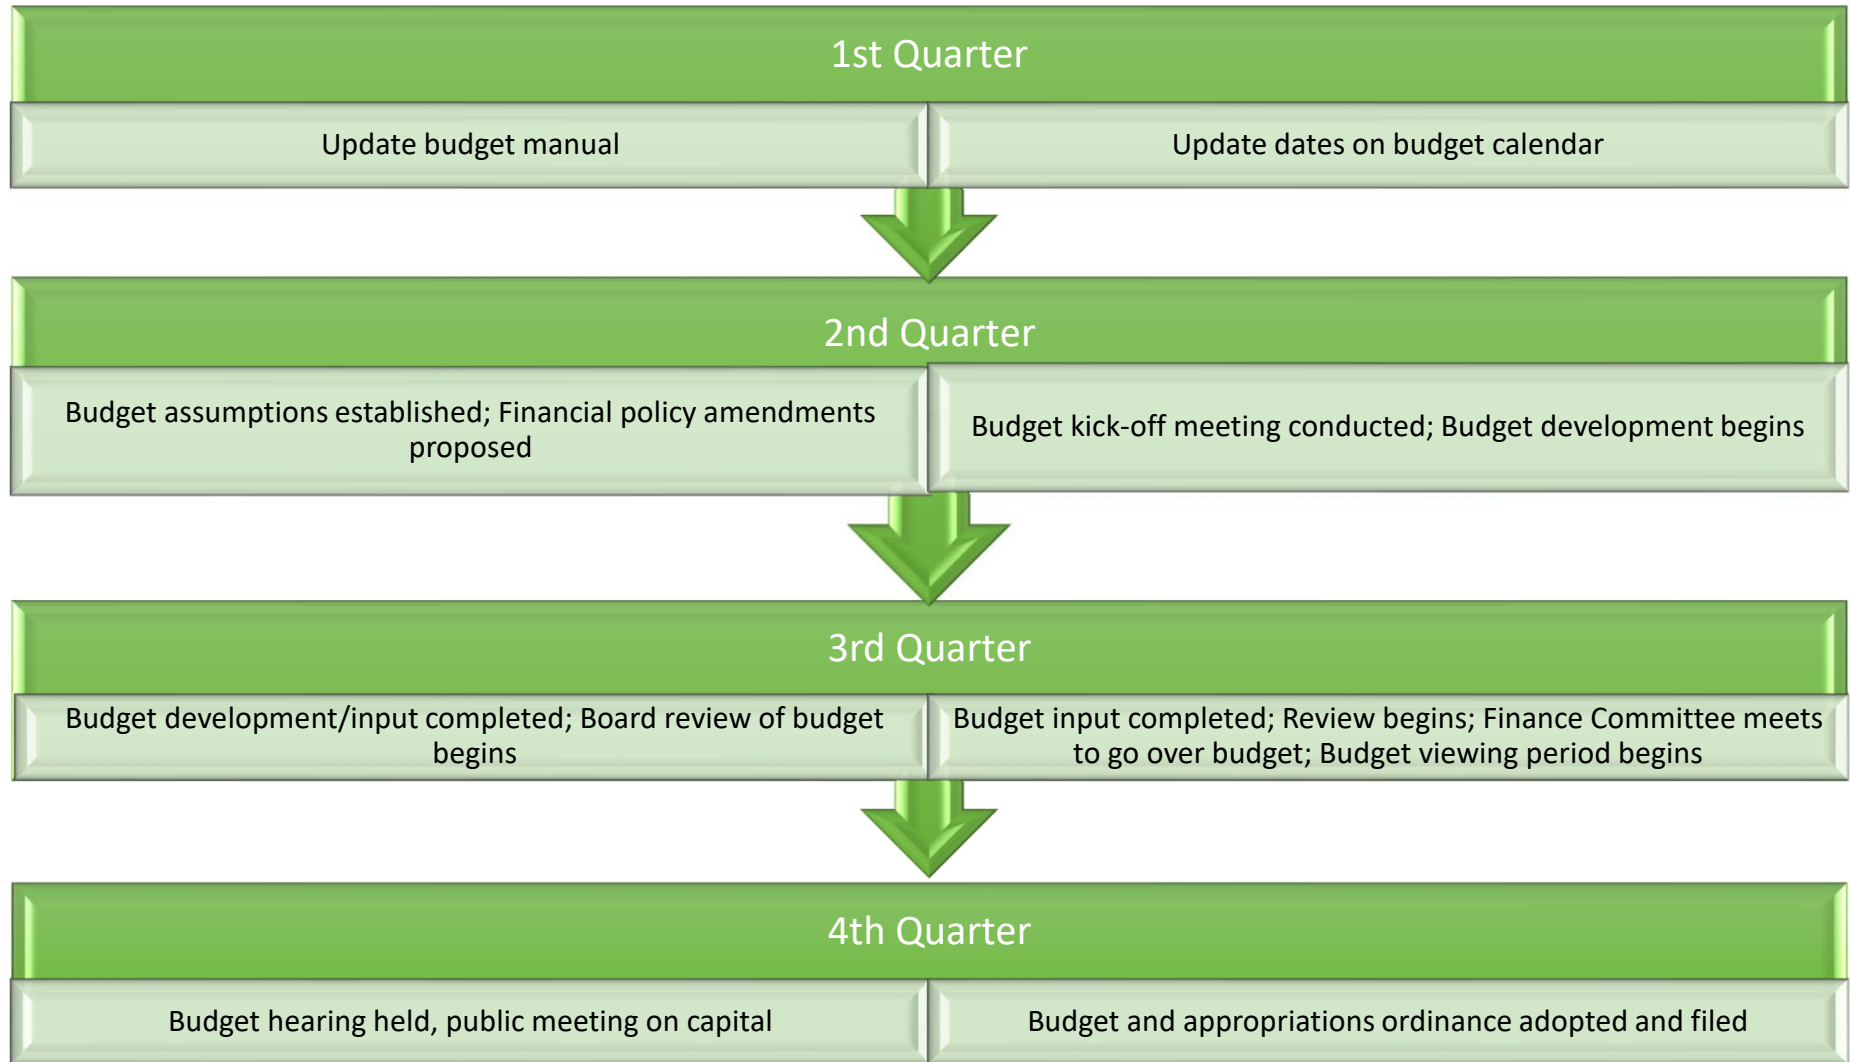 1st Quarter
Update budget manual
Update dates on budget calendar
2nd Quarter
Budget assumptions established; Financial policy amendments
proposed
Budget kick-off meeting conducted; Budget development begins
3rd Quarter
Budget development/input completed; Board review of budget
begins
Budget input completed; Review begins; Finance Committee meets
to go over budget; Budget viewing period begins
4th Quarter
Budget hearing held, public meeting on capital
Budget and appropriations ordinance adopted and filed